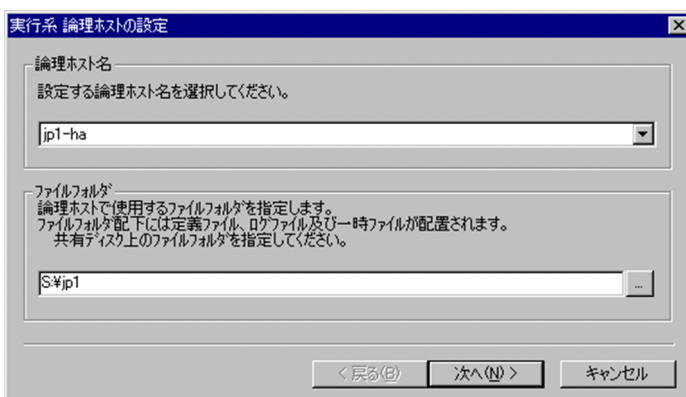 実行系 論理ホストの設定
論理ホスト名
設定する論理ホスト名を選択してください。
jp1-ha
ファイルフォルダ
論理ホストで使用するファイルフォルダを指定します。
ファイルフォルダ配下には定義ファイル、ログファイル及び一時ファイルが配置されます。
共有ディスク上のファイルフォルダを指定してください。
S:¥jp1
...
< 戻る(B)
次へ(N) >
キャンセル